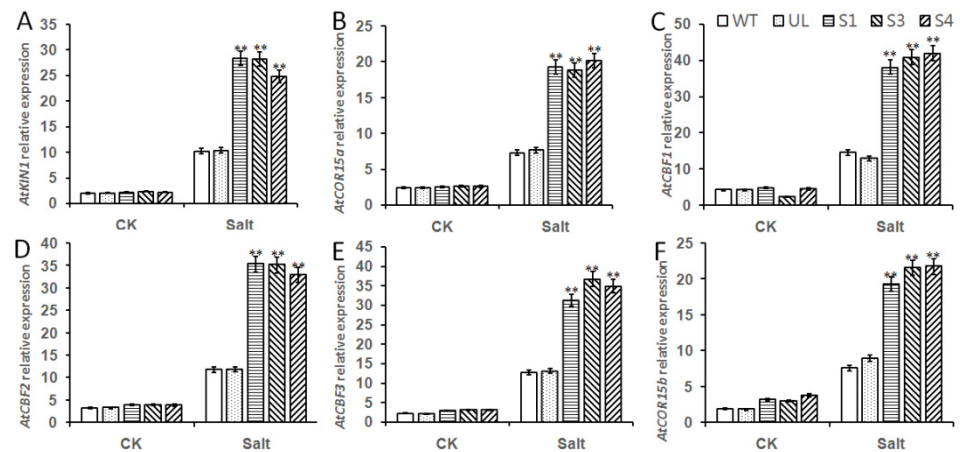 A
AtKIN1 relative expression
35
30
25
20
15
10
5
0
** ** **
CK Salt
B
AtCOR15a relative expression
25
20
15
10
5
0
** ** **
CK Salt
C
WT UL S1 S3 S4
AtCBF1 relative expression
50
40
30
20
10
0
** ** **
CK Salt
D
AtCBF2 relative expression
40
35
30
25
20
15
10
5
0
** ** **
CK Salt
E
AtCBF3 relative expression
45
40
35
30
25
20
15
10
5
0
** ** **
CK Salt
F
AtCOR15b relative expression
25
20
15
10
5
0
** ** **
CK Salt